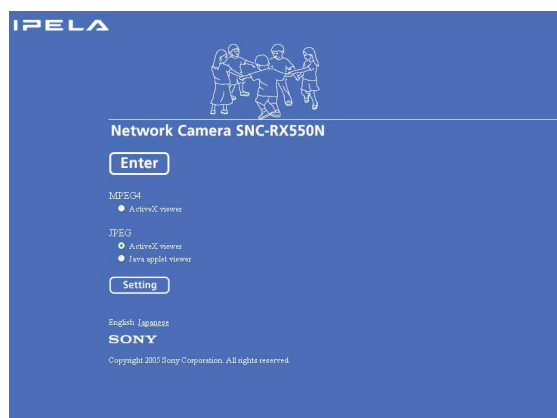 IPELA
Network Camera SNC-RX550N
Enter
MPEG4
ActiveX viewer
JPEG
ActiveX viewer
Java applet viewer
Setting
English Japanese
SONY
Copyright 2005 Sony Corporation. All rights reserved.